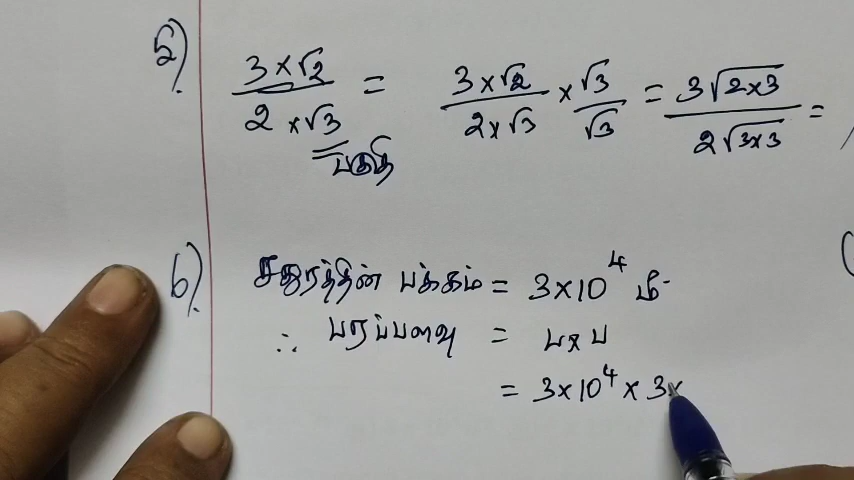 5) 3×√2 / 2×√3 = 3×√2 / 2×√3 × √3 / √3 = 3√2×3 / 2√3×3 =
பகுதி
6) சதுரத்தின் பக்கம் = 3×10⁴ மீ
∴ பரப்பளவு = ப×ப
= 3×10⁴ × 3×